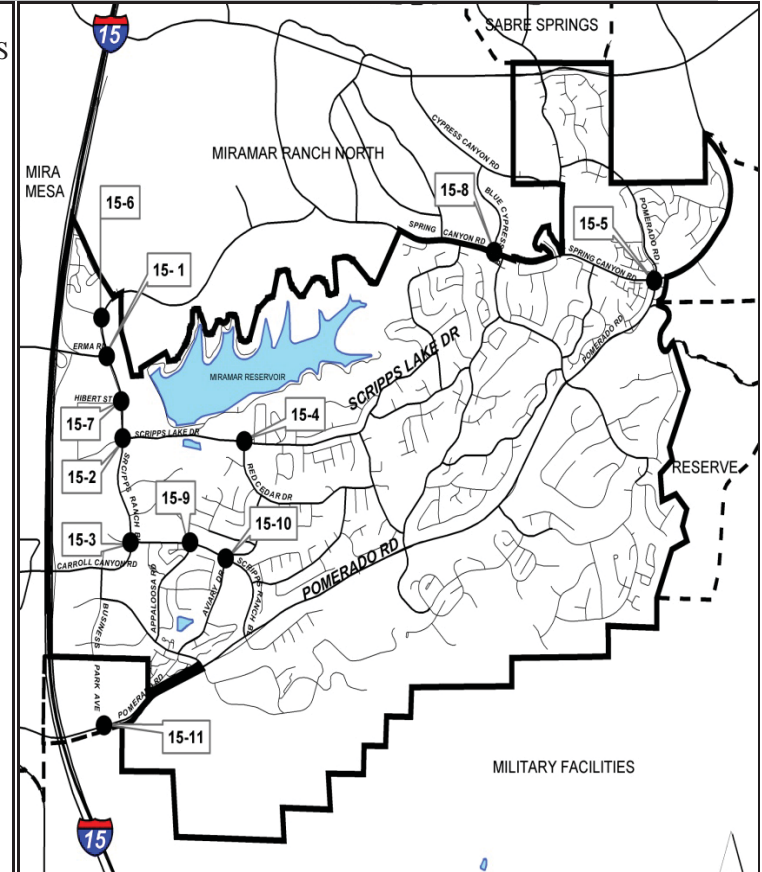 S
15
SABRE SPRINGS
CYPRESS CANYON RD
MIRAMAR RANCH NORTH
MIRA
MESA
15-6
15-8
BLUE CYPRESS
15-5
POMERADO RD
SPRING CANYON RD
SPRING CANYON RD
15- 1
ERMA R
POMERADO RD
MIRAMAR RESERVOIR
SCRIPPS LAKE DR
HIBERT ST
15-7
15-4
SCRIPPS LAKE DR
15-2
RED CEDAR DR
RESERVE
SRCIPPS RANCH B
15-9
15-10
15-3
CARROLL CANYON RD
SCRIPPS RANCH BL
POMERADO RD
APPALOOSA RD
AVIARY DR
BUSINESS
PARK AVE
POMERADO RD
15-11
MILITARY FACILITIES
15